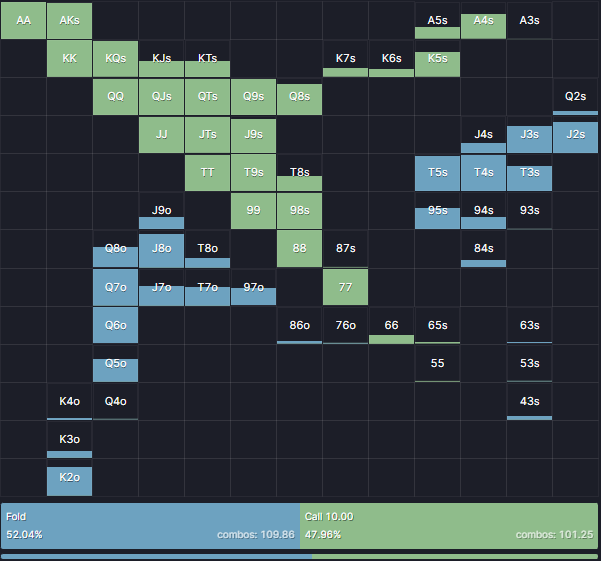 AA AKs A5s A4s A3s
KK KQs KJs KTs K7s K6s K5s
QQ QJs QTs Q9s Q8s Q2s
JJ JTs J9s J4s J3s J2s
TT T9s T8s T5s T4s T3s
J9o 99 98s 95s 94s 93s
Q8o J8o T8o 88 87s 84s
Q7o J7o T7o 97o 77
Q6o 86o 76o 66 65s 63s
Q5o 55 53s
K4o Q4o 43s
K3o
K2o
Fold Call 10.00
52.04% combos: 109.86 47.96% combos: 101.25